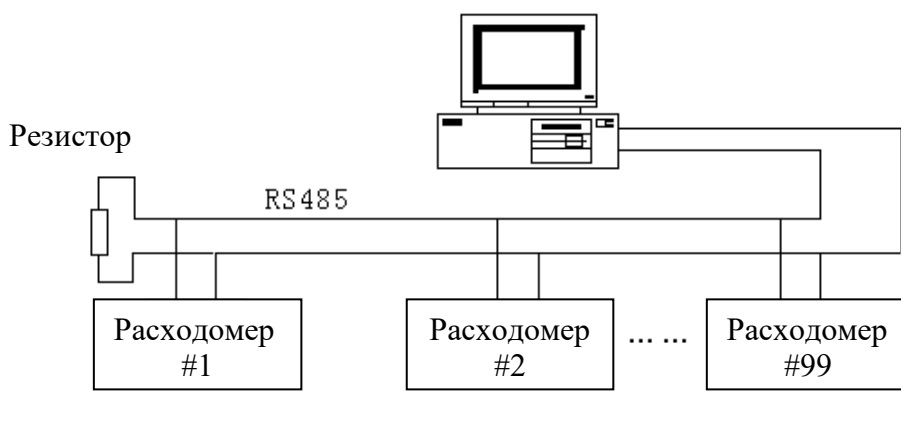 Резистор
RS485
Расходомер
#1
Расходомер
#2
... ...
Расходомер
#99